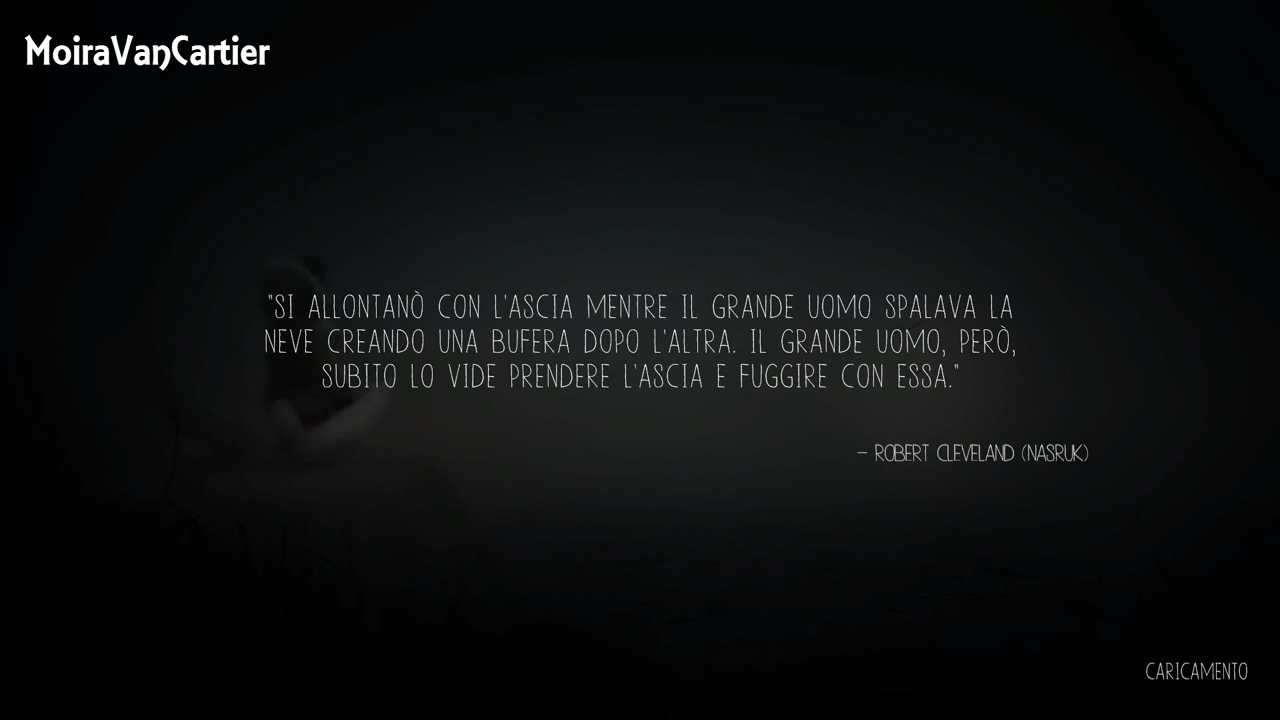 MoiraVanCartier
"SI ALLONTANÒ CON L'ASCIA MENTRE IL GRANDE UOMO SPALAVA LA
NEVE CREANDO UNA BUFERA DOPO L'ALTRA. IL GRANDE UOMO, PERÒ,
SUBITO LO VIDE PRENDERE L'ASCIA E FUGGIRE CON ESSA."
– ROBERT CLEVELAND (NASRUK)
CARICAMENTO